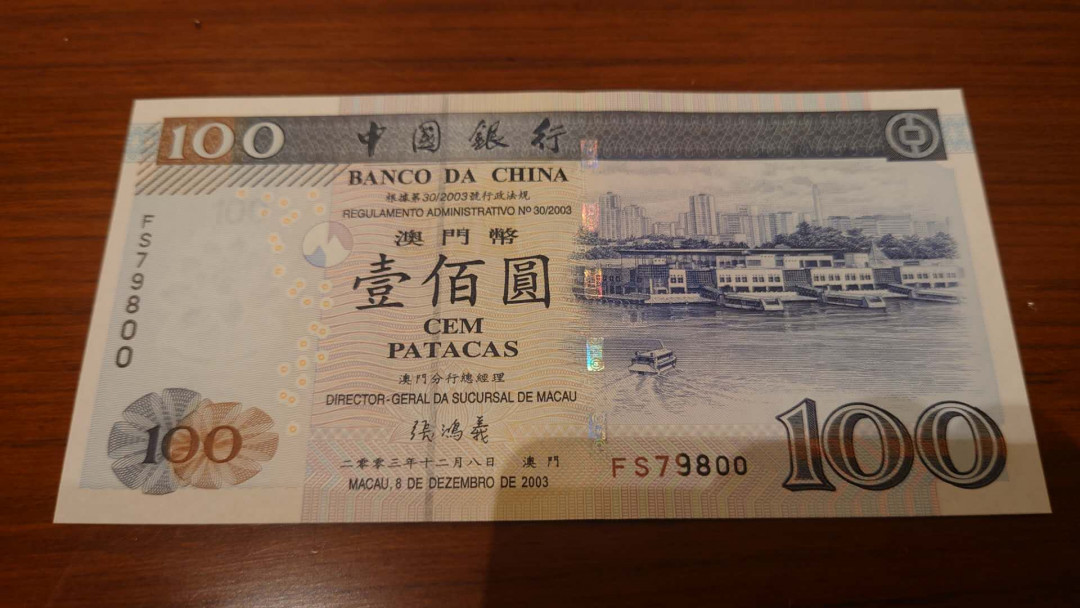 100
中國銀行
BANCO DA CHINA
根據第30/2003號行政法規
REGULAMENTO ADMINISTRATIVO Nº 30/2003
澳門幣
壹佰圓
CEM
PATACAS
澳門分行總經理
DIRECTOR-GERAL DA SUCURSAL DE MACAU
張鴻義
二零零三年十二月八日 澳門
MACAU, 8 DE DEZEMBRO DE 2003
FS79800
100
FS79800
100